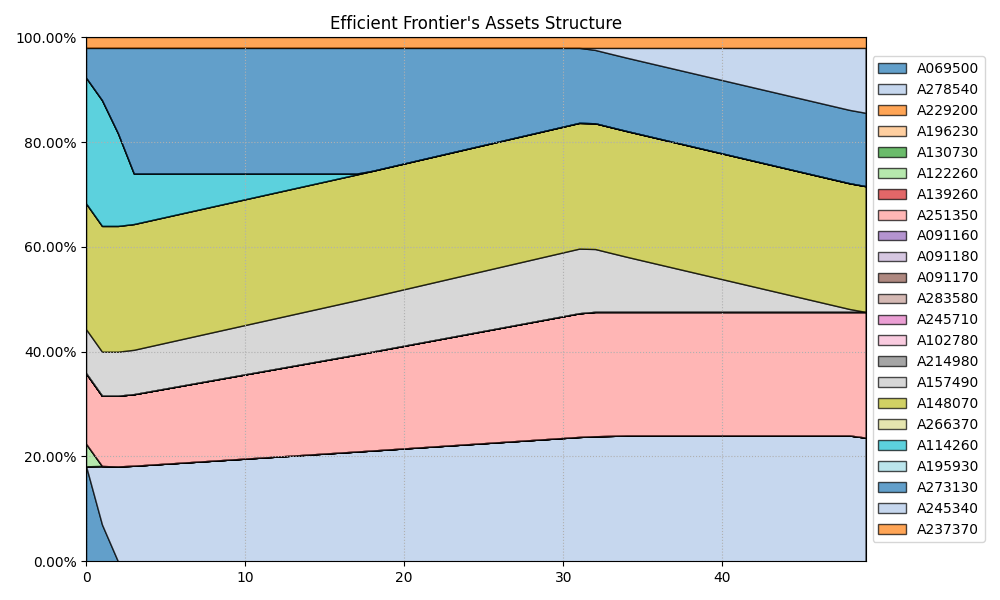 Efficient Frontier's Assets Structure
100.00%
80.00%
60.00%
40.00%
20.00%
0.00%
0
10
20
30
40
A069500
A278540
A229200
A196230
A130730
A122260
A139260
A251350
A091160
A091180
A091170
A283580
A245710
A102780
A214980
A157490
A148070
A266370
A114260
A195930
A273130
A245340
A237370